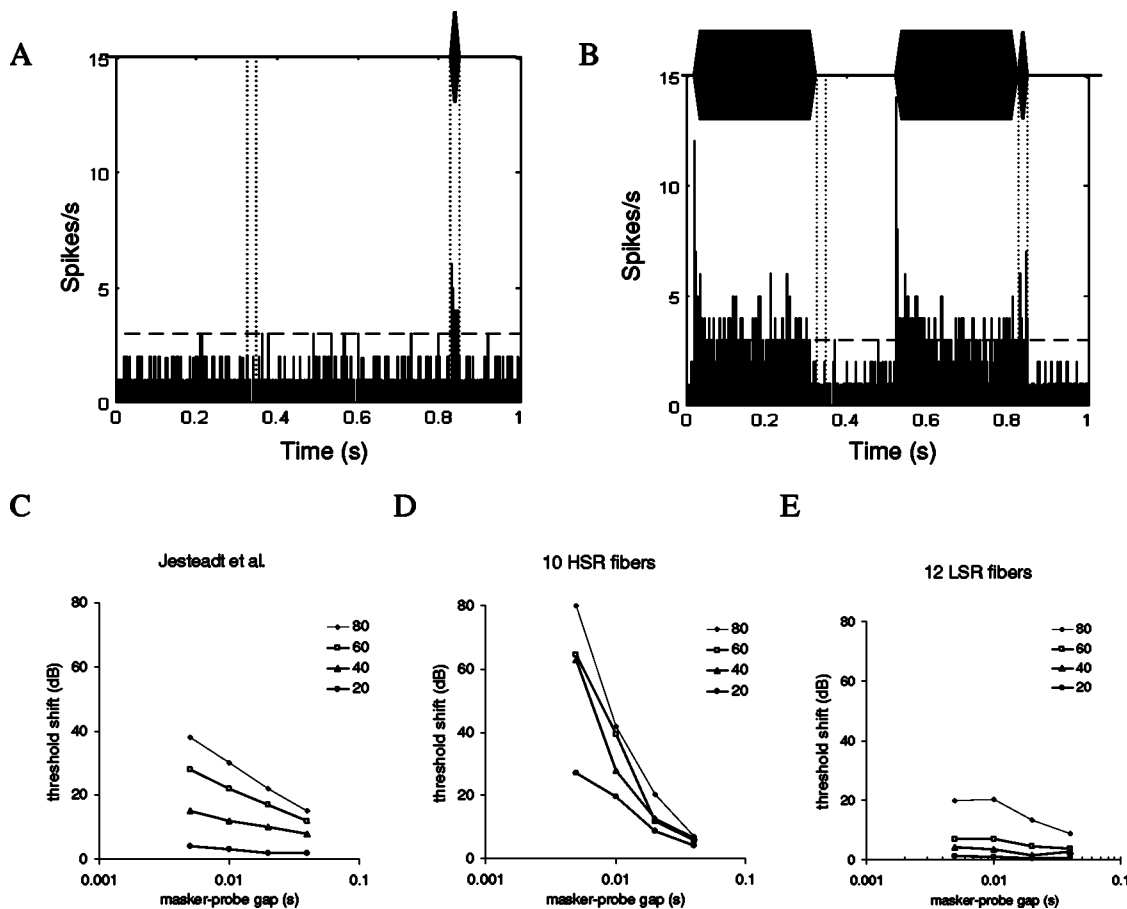 A
15
10
5
0
Spikes/s
0 0.2 0.4 0.6 0.8 1
Time (s)
B
15
10
5
0
Spikes/s
0 0.2 0.4 0.6 0.8 1
Time (s)
C
Jesteadt et al.
80
60
40
20
0
threshold shift (dB)
80
60
40
20
0.001 0.01 0.1
masker-probe gap (s)
D
10 HSR fibers
80
60
40
20
0
threshold shift (dB)
80
60
40
20
0.001 0.01 0.1
masker-probe gap (s)
E
12 LSR fibers
80
60
40
20
0
threshold shift (dB)
80
60
40
20
0.001 0.01 0.1
masker-probe gap (s)